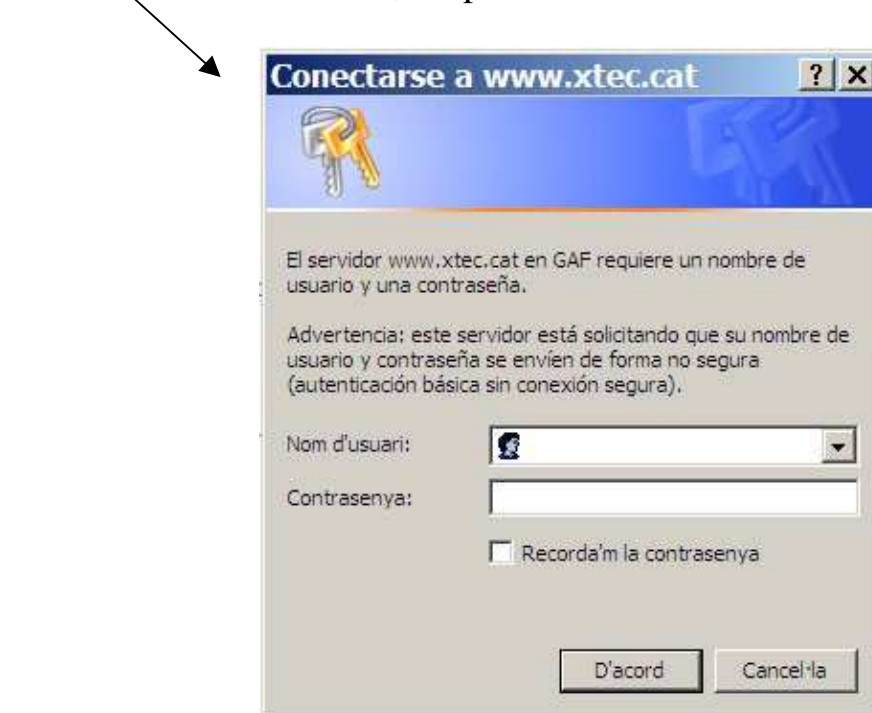 Conectarse a www.xtec.cat
El servidor www.xtec.cat en GAF requiere un nombre de
usuario y una contraseña.
Advertencia: este servidor está solicitando que su nombre de
usuario y contraseña se envíen de forma no segura
(autenticación básica sin conexión segura).
Nom d'usuari:
Contrasenya:
Recorda'm la contrasenya
D'acord
Cancel·la